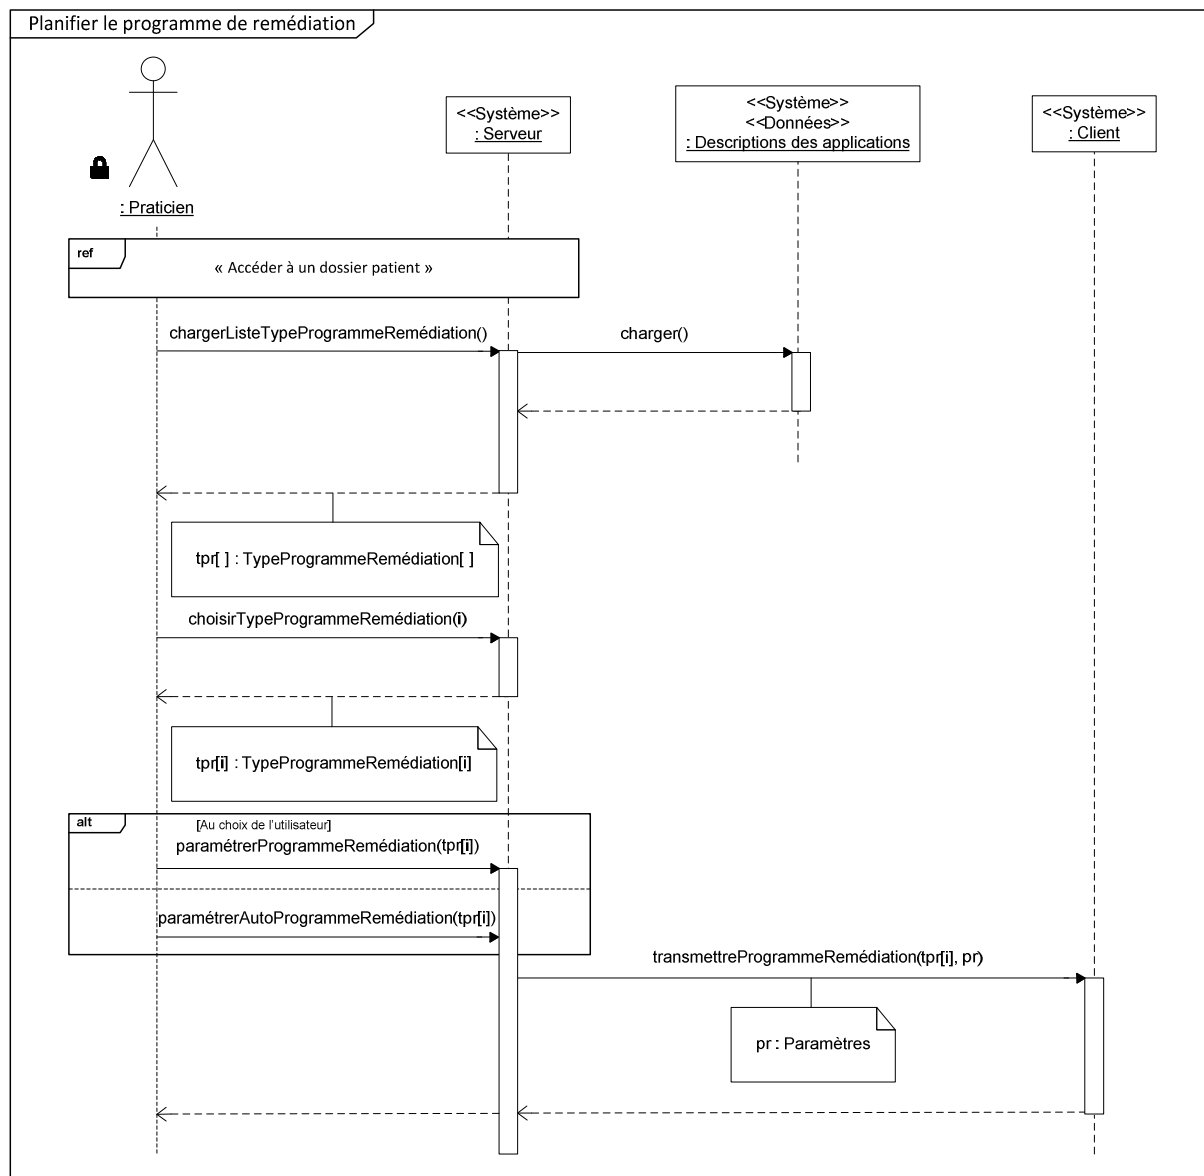 Planifier le programme de remédiation
<<Système>>
: Serveur
<<Système>>
<<Données>>
: Descriptions des applications
<<Système>>
: Client
: Praticien
ref
« Accéder à un dossier patient »
chargerListeTypeProgrammeRemédiation()
charger()
tpr[ ] : TypeProgrammeRemédiation[ ]
choisirTypeProgrammeRemédiation(i)
tpr[i] : TypeProgrammeRemédiation[i]
alt
[Au choix de l'utilisateur]
paramétrerProgrammeRemédiation(tpr[i])
paramétrerAutoProgrammeRemédiation(tpr[i])
transmettreProgrammeRemédiation(tpr[i], pr)
pr : Paramètres